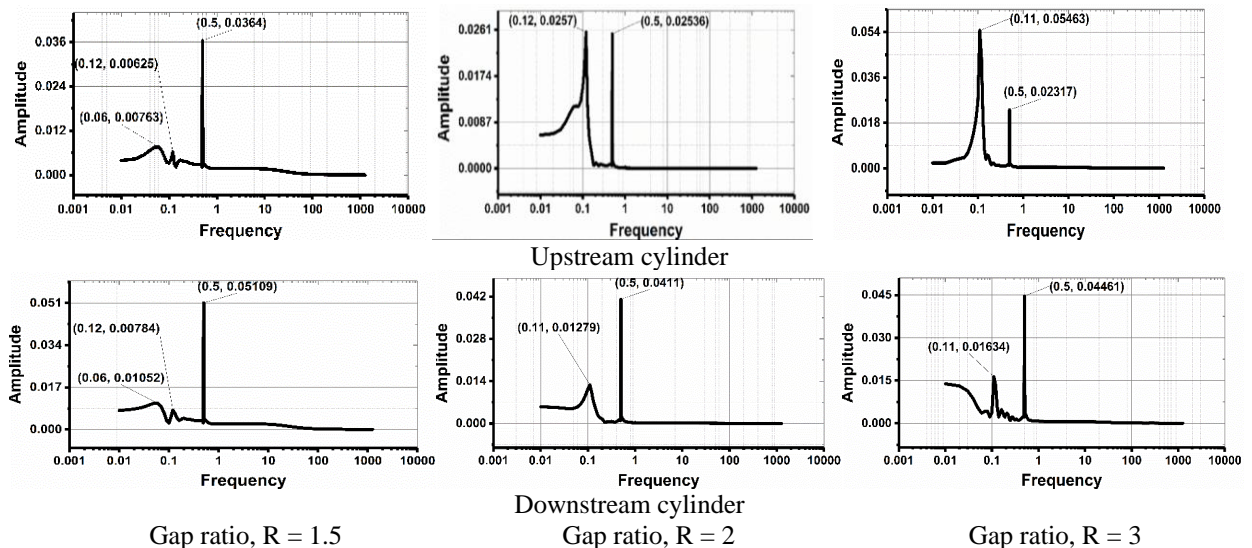 (0.5, 0.0364)
(0.12, 0.00625)
(0.06, 0.00763)
Amplitude
0.036
0.024
0.012
0.000
0.001 0.01 0.1 1 10 100 1000 10000
Frequency
(0.12, 0.0257)
(0.5, 0.02536)
Amplitude
0.0261
0.0174
0.0087
0.0000
0.001 0.01 0.1 1 10 100 1000 10000
Frequency
(0.11, 0.05463)
(0.5, 0.02317)
Amplitude
0.054
0.036
0.018
0.000
0.001 0.01 0.1 1 10 100 1000 10000
Frequency
Upstream cylinder
(0.5, 0.05109)
(0.12, 0.00784)
(0.06, 0.01052)
Amplitude
0.051
0.034
0.017
0.000
0.001 0.01 0.1 1 10 100 1000 10000
Frequency
(0.5, 0.0411)
(0.11, 0.01279)
Amplitude
0.042
0.028
0.014
0.000
0.001 0.01 0.1 1 10 100 1000 10000
Frequency
(0.5, 0.04461)
(0.11, 0.01634)
Amplitude
0.045
0.030
0.015
0.000
0.001 0.01 0.1 1 10 100 1000 10000
Frequency
Downstream cylinder
Gap ratio, R = 1.5
Gap ratio, R = 2
Gap ratio, R = 3